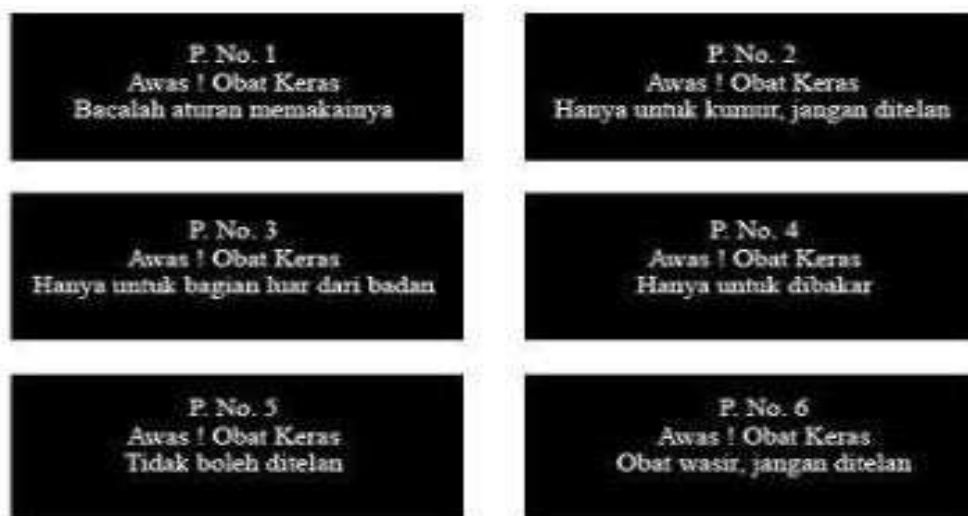 P. No. 1
Awas ! Obat Keras
Bacalah aturan memakainya
P. No. 2
Awas ! Obat Keras
Hanya untuk kumur, jangan ditelan
P. No. 3
Awas ! Obat Keras
Hanya untuk bagian luar dari badan
P. No. 4
Awas ! Obat Keras
Hanya untuk dibakar
P. No. 5
Awas ! Obat Keras
Tidak boleh ditelan
P. No. 6
Awas ! Obat Keras
Obat wasir, jangan ditelan